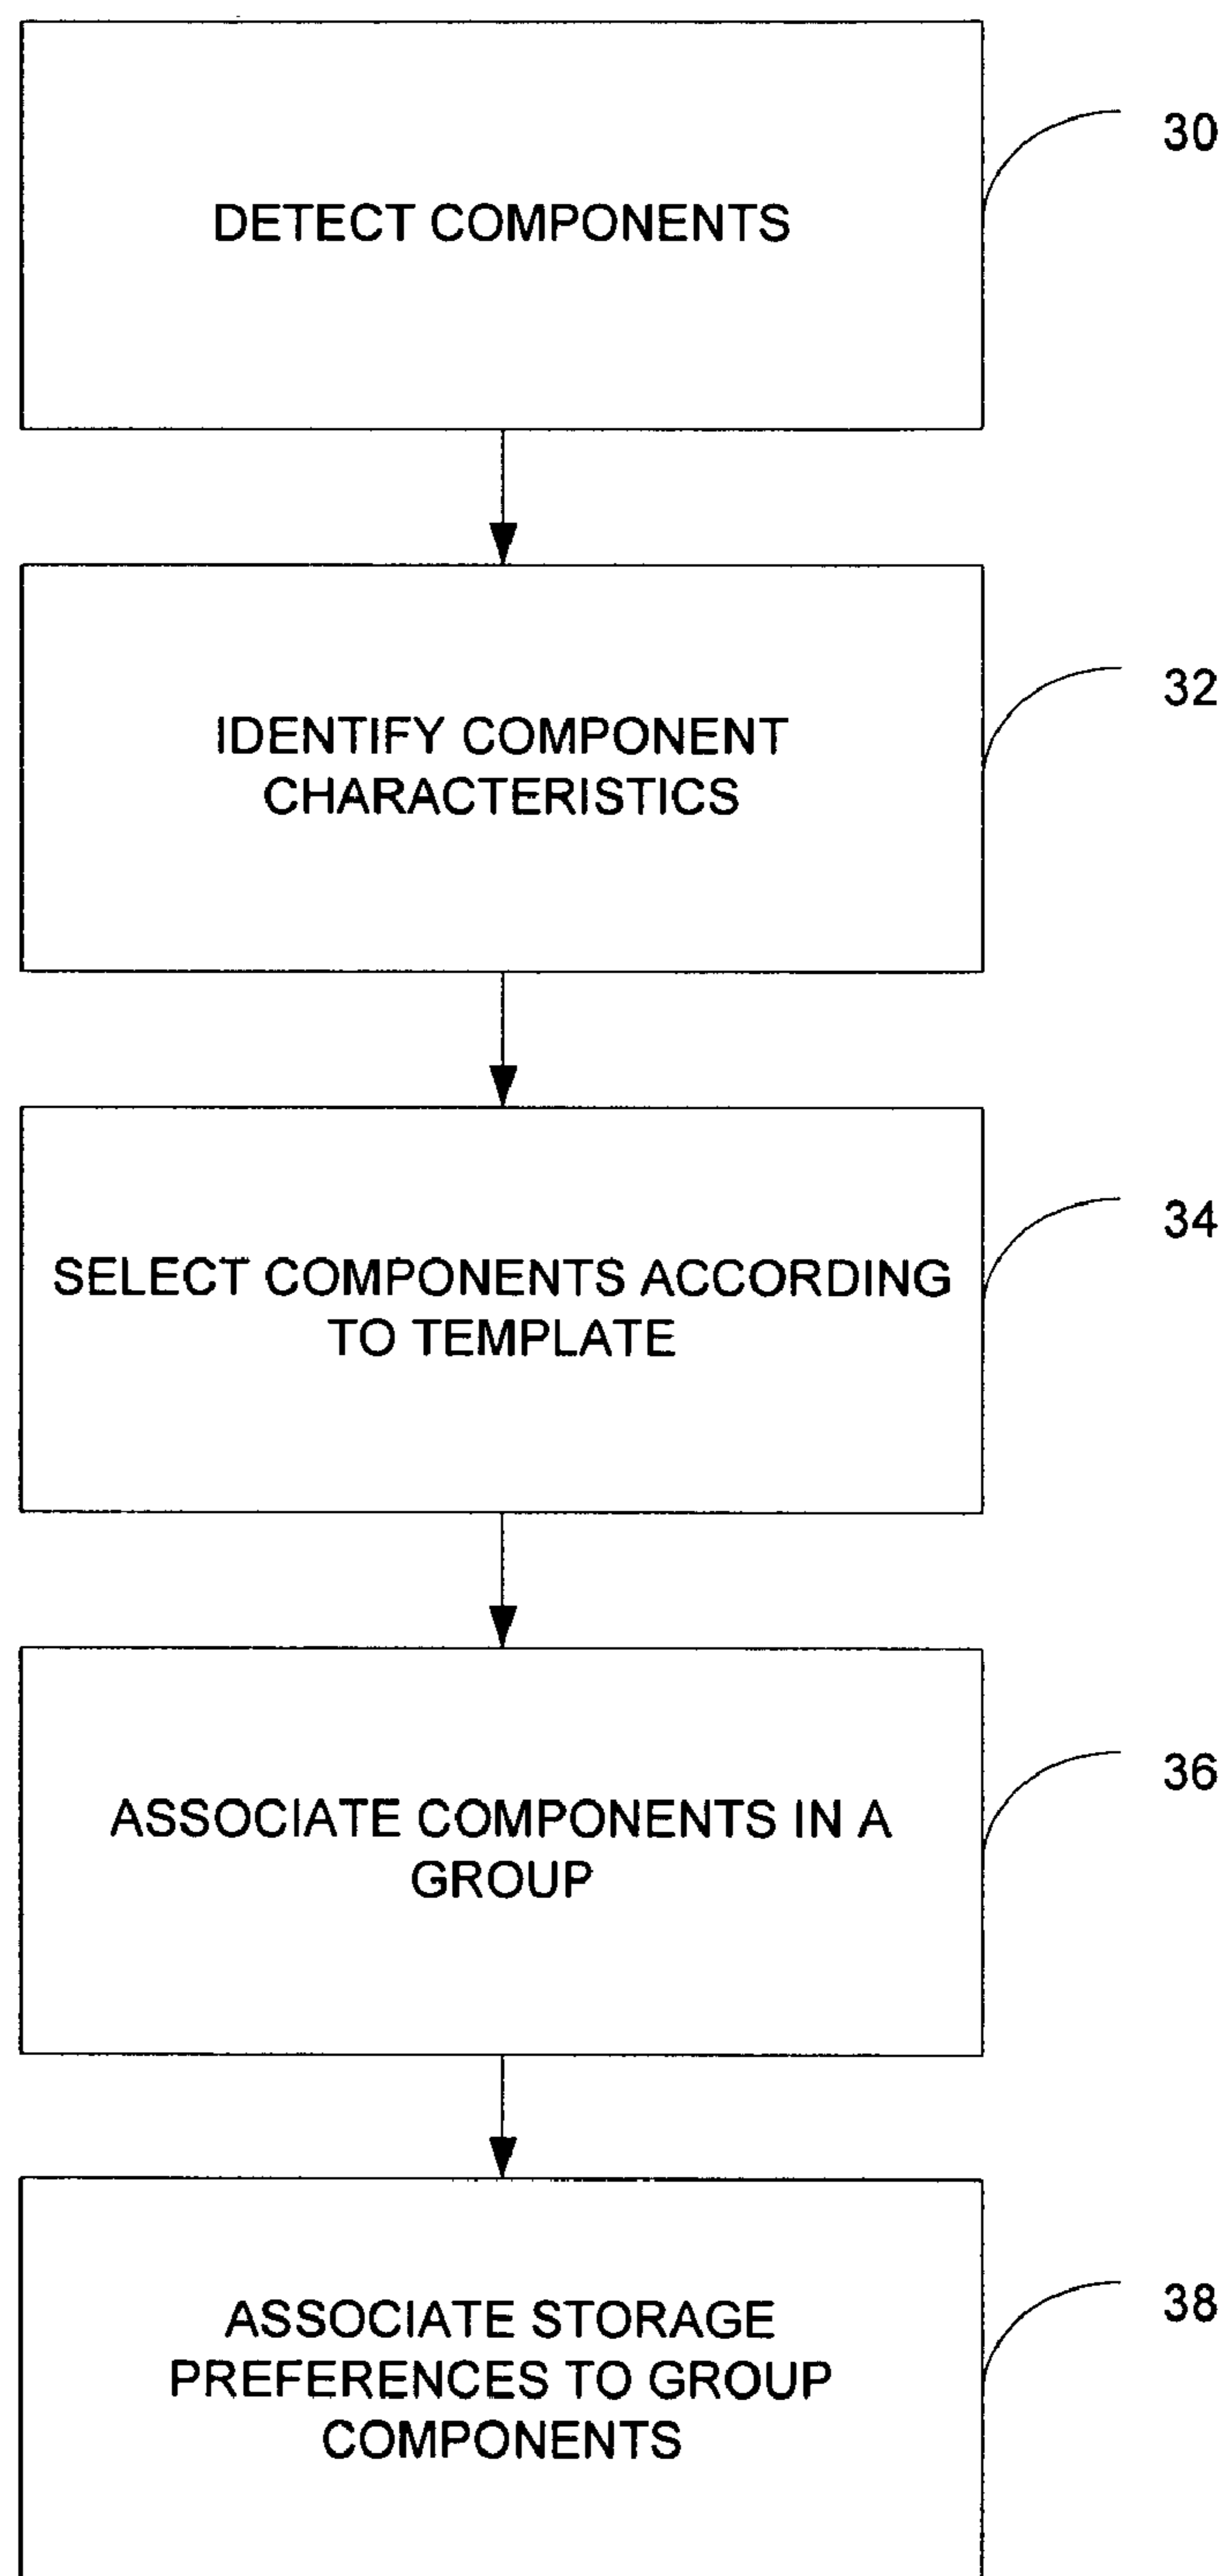 DETECT COMPONENTS
30
IDENTIFY COMPONENT
CHARACTERISTICS
32
SELECT COMPONENTS ACCORDING
TO TEMPLATE
34
ASSOCIATE COMPONENTS IN A
GROUP
36
ASSOCIATE STORAGE
PREFERENCES TO GROUP
COMPONENTS
38